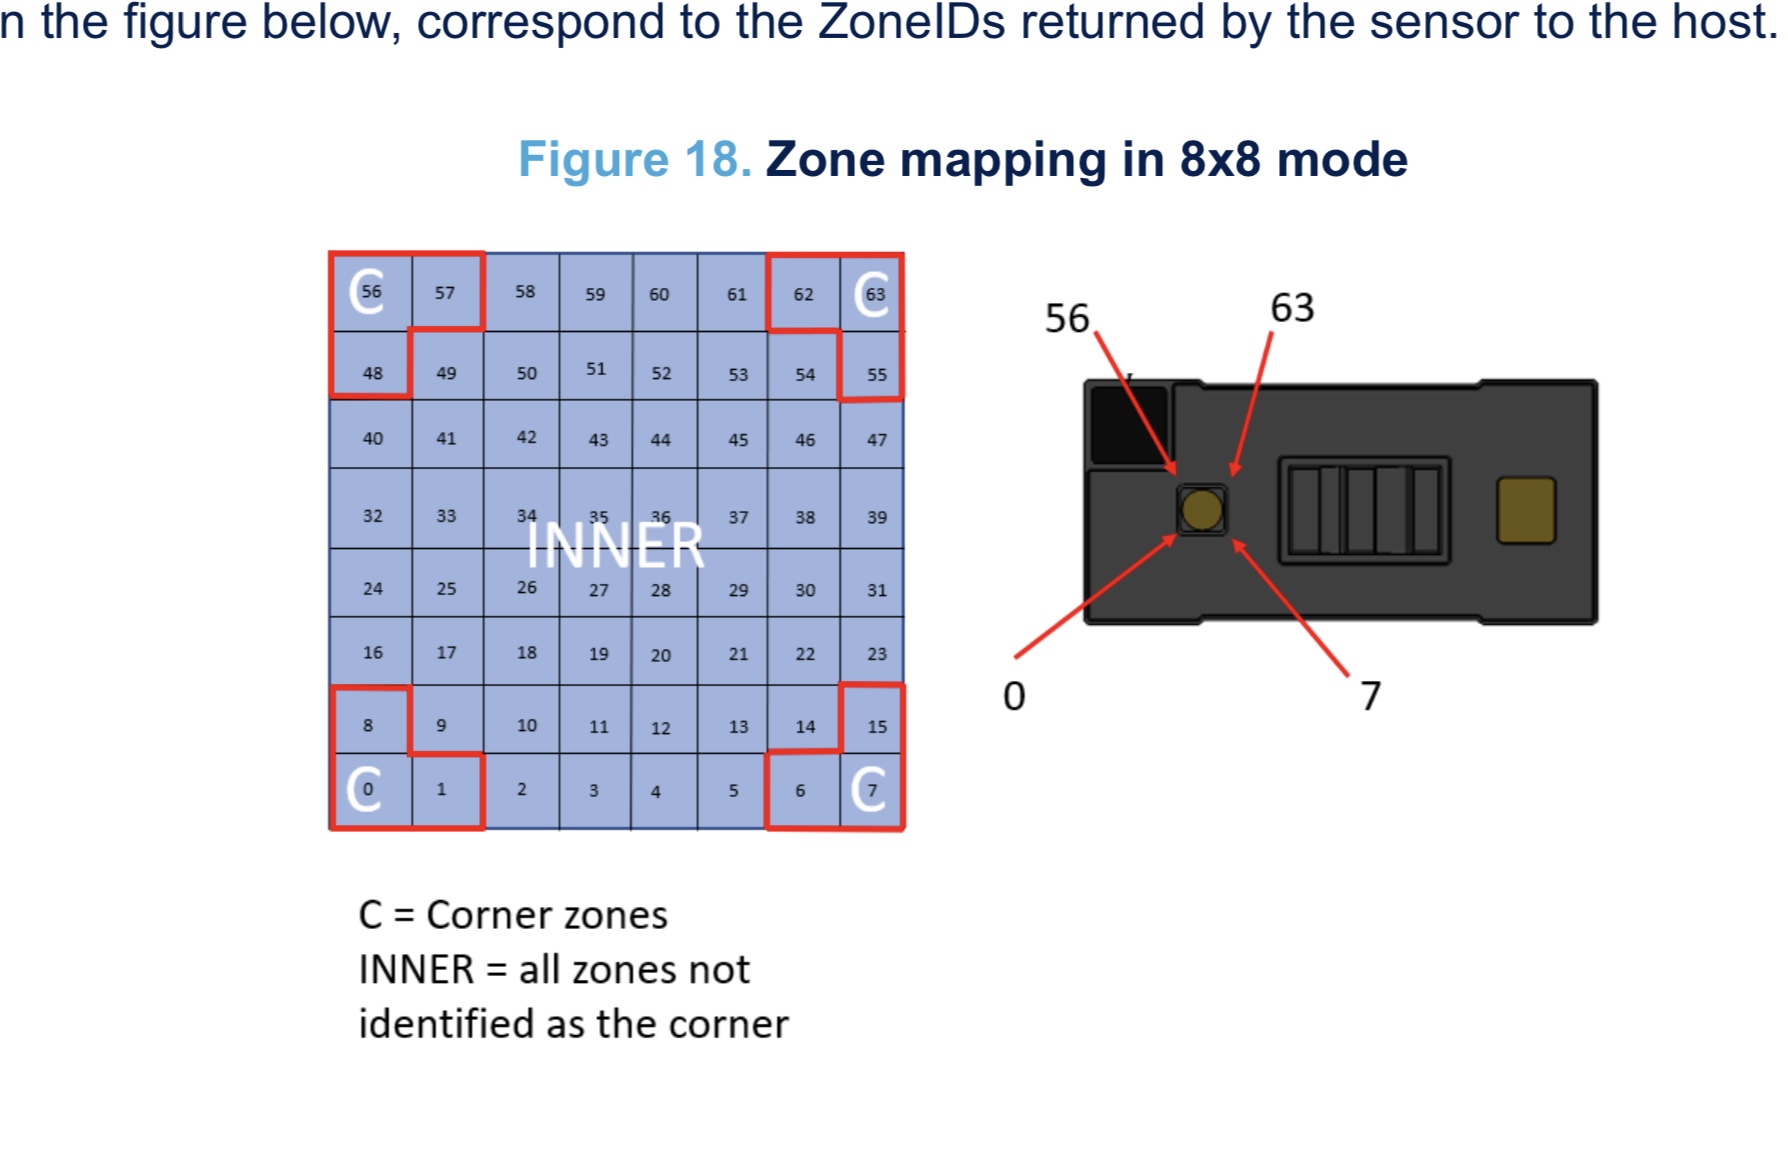 n the figure below, correspond to the ZoneIDs returned by the sensor to the host.
Figure 18. Zone mapping in 8x8 mode
C 56 57 58 59 60 61 62 C 63
48 49 50 51 52 53 54 55
40 41 42 43 44 45 46 47
32 33 34 35 36 37 38 39
INNER
24 25 26 27 28 29 30 31
16 17 18 19 20 21 22 23
8 9 10 11 12 13 14 15
C 0 1 2 3 4 5 6 C 7
56 63
0 7
C = Corner zones
INNER = all zones not
identified as the corner